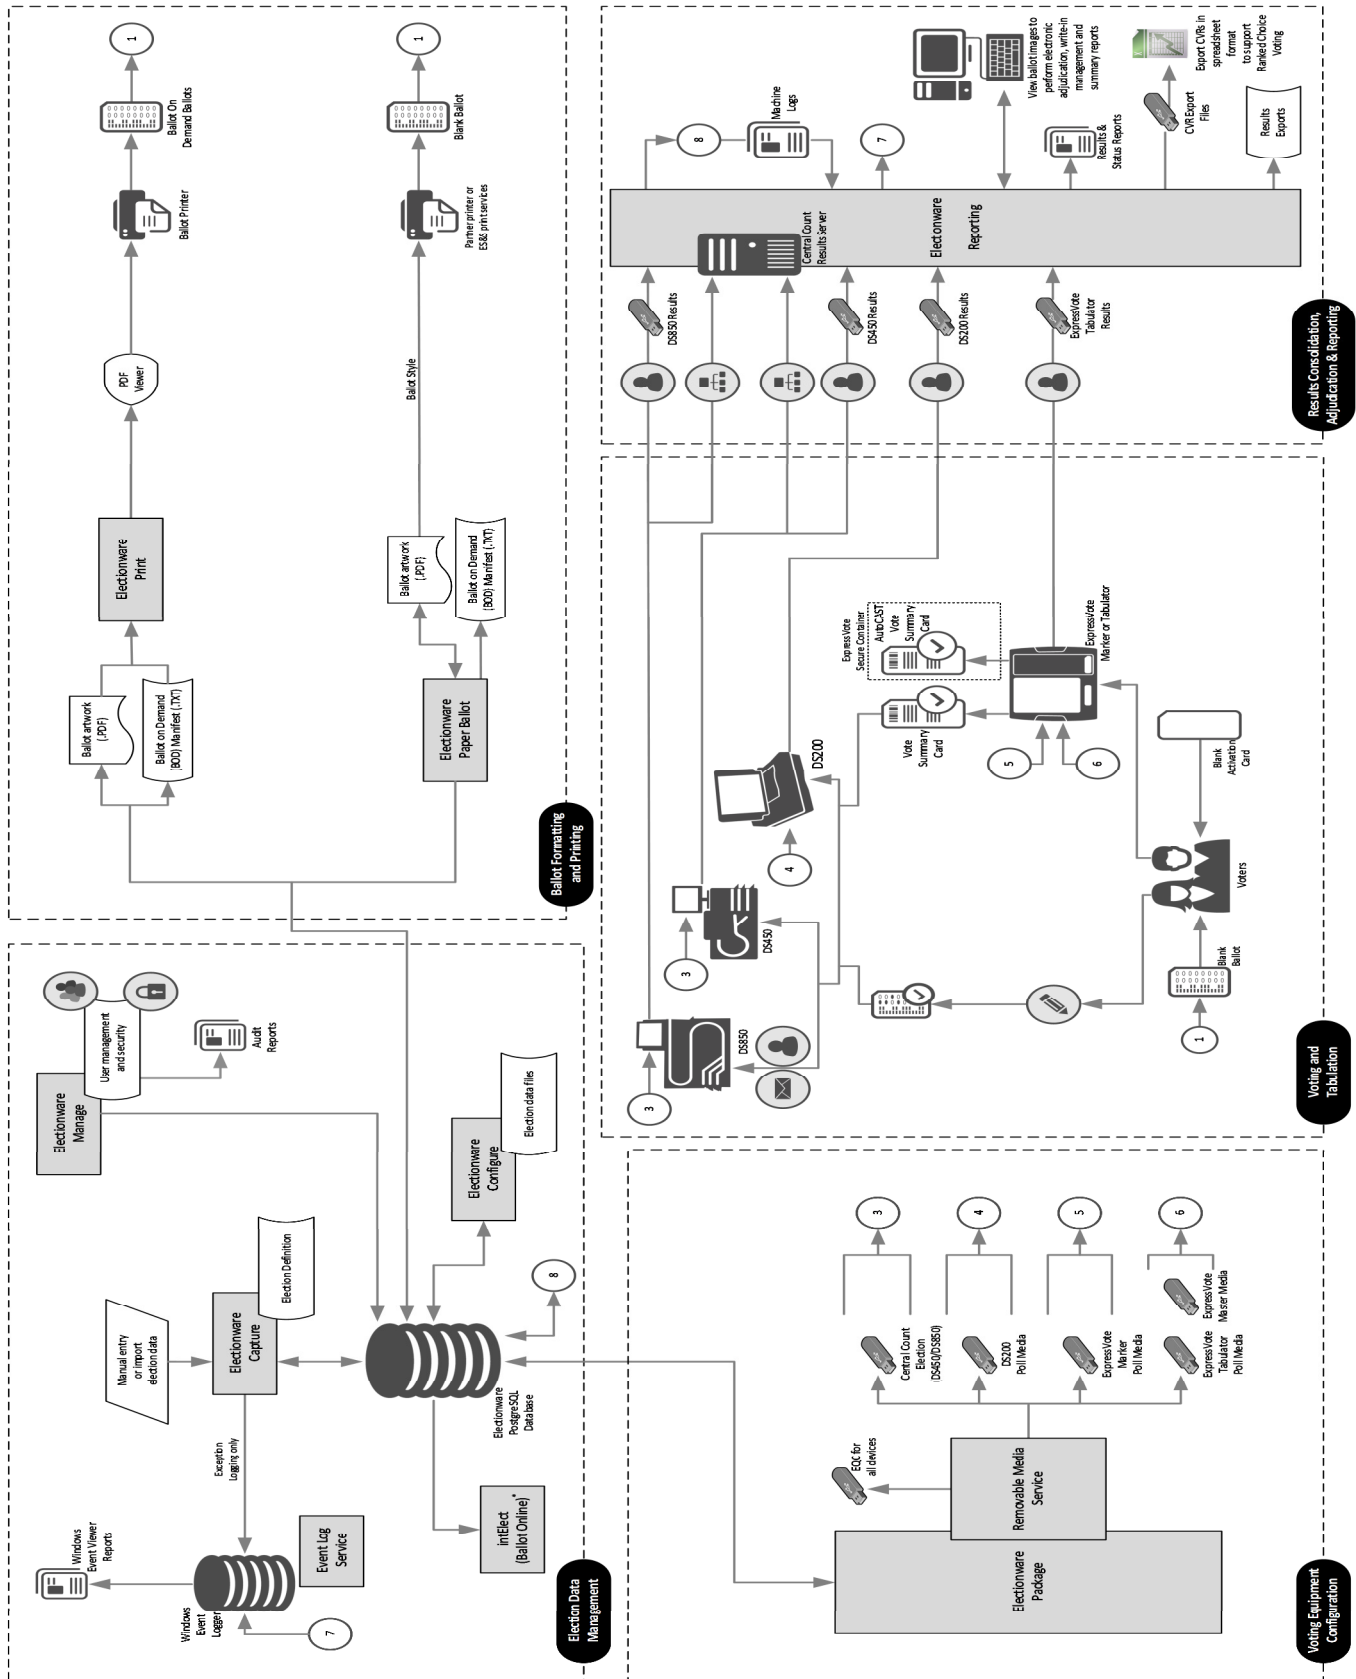 Windows
Event Viewer
Reports
Windows
Event
Logger
7
Event Log
Service
Exception
Logging only
Manual entry
or import
election data
Electionware
Capture
Election Definition
Electionware
Manage
User management
and security
Audit
Reports
intElect
(Ballot Online)*
Electionware
PostgreSQL
Database
8
Electionware
Configure
Election data files
Election Data
Management
Ballot artwork
(.PDF)
Ballot on Demand
(BOD) Manifest (.TXT)
Electionware
Print
PDF
Viewer
Ballot Printer
Ballot On
Demand Ballots
1
Electionware
Paper Ballot
Ballot artwork
(.PDF)
Ballot on Demand
(BOD) Manifest (.TXT)
Ballot Style
Partner printer or
ES&S print services
Blank Ballot
1
Ballot Formatting
and Printing
Electionware
Package
Removable Media
Service
EQC for
all devices
Central Count
Election
(DS450/DS850)
3
DS200
Poll Media
4
ExpressVote
Marker
Poll Media
5
ExpressVote
Tabulator
Poll Media
ExpressVote
Master Media
6
Voting Equipment
Configuration
3
DS850
3
DS450
4
DS200
1
Blank
Ballot
Voters
Blank
Activation
Card
Vote
Summary
Card
ExpressVote
Secure Container
AutoCAST
Vote
Summary
Card
5
6
ExpressVote
Marker or Tabulator
Voting and
Tabulation
DS850 Results
DS450 Results
DS200 Results
ExpressVote
Tabulator
Results
Central Count
Results Server
Electionware
Reporting
8
Machine
Logs
7
View ballot images to
perform electronic
adjudication, write-in
management and
summary reports
Results &
Status Reports
CVR Export
Files
Export CVRs in
spreadsheet
format
to support
Ranked Choice
Voting
Results
Exports
Results Consolidation,
Adjudication & Reporting